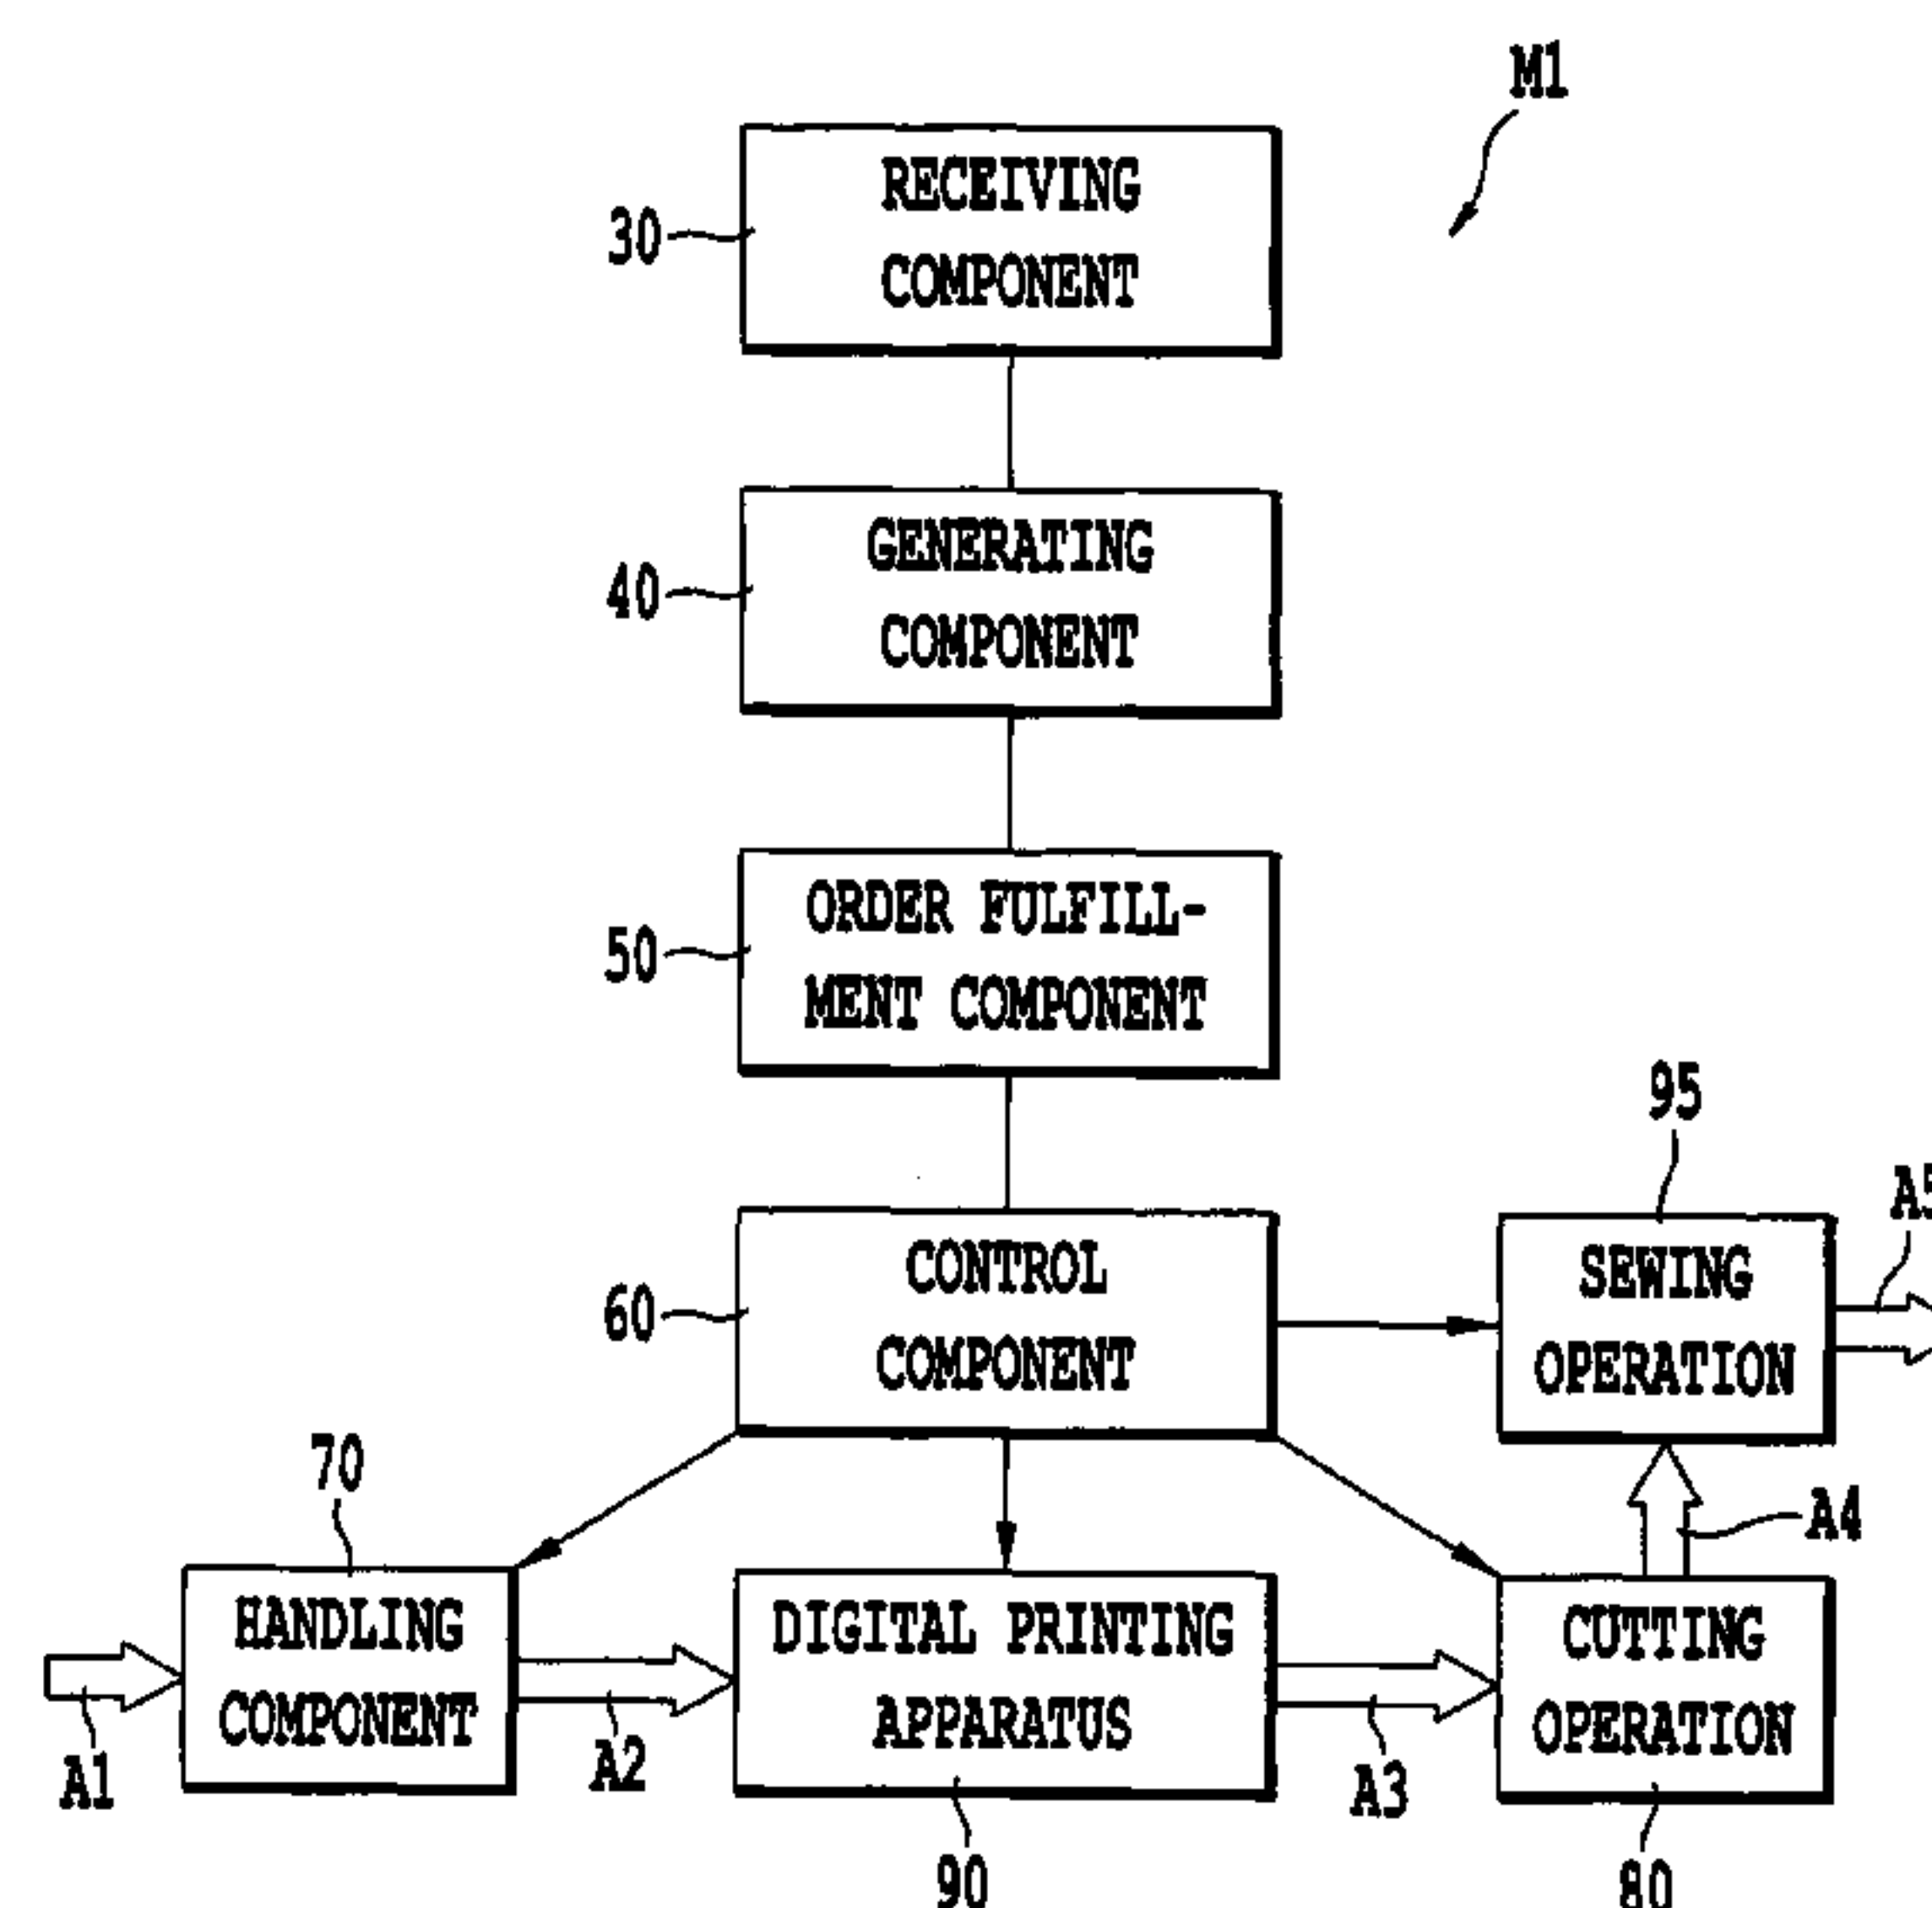 M1
RECEIVING
COMPONENT
30
GENERATING
COMPONENT
40
ORDER FULFILL-
MENT COMPONENT
50
95
A5
CONTROL
COMPONENT
60
SEWING
OPERATION
70
A4
HANDLING
COMPONENT
DIGITAL PRINTING
APPARATUS
CUTTING
OPERATION
A1
A2
A3
90
80